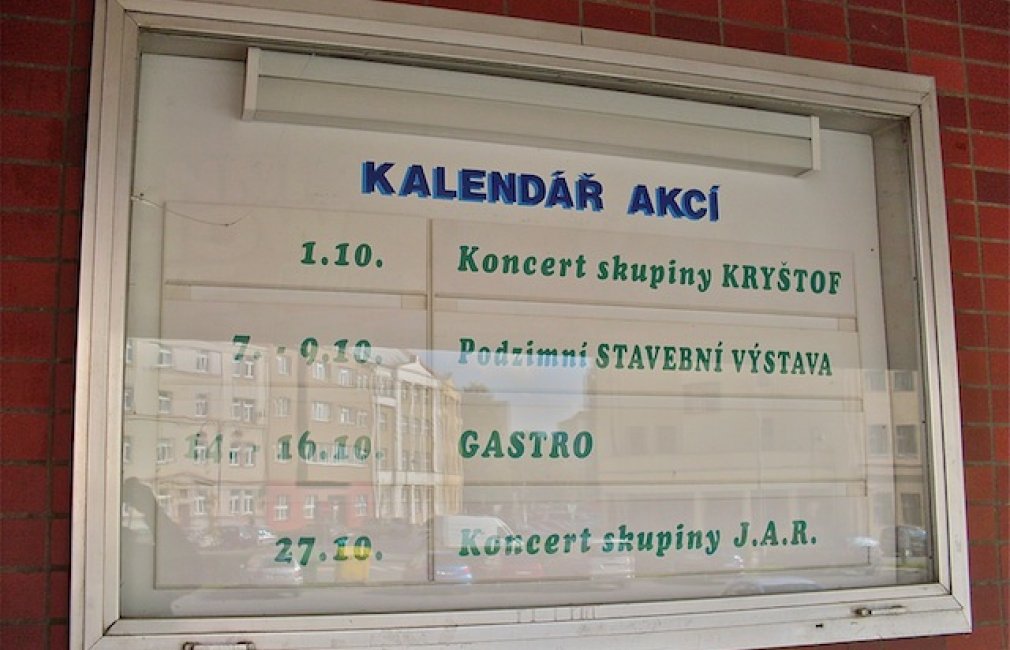 KALENDÁŘ AKCÍ
1.10. Koncert skupiny KRYŠTOF
7. - 9.10. Podzimní STAVEBNÍ VÝSTAVA
14. - 16.10. GASTRO
27.10. Koncert skupiny J.A.R.